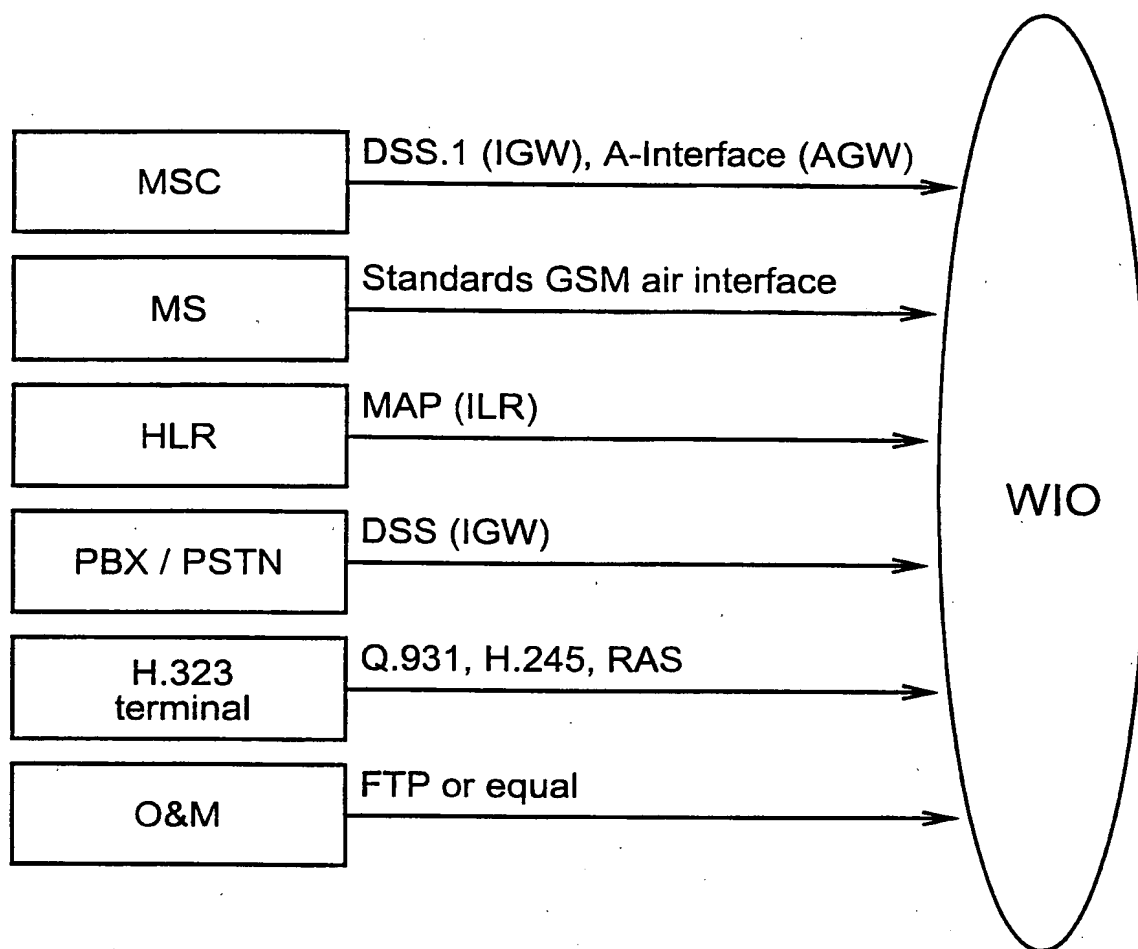 MSC
DSS.1 (IGW), A-Interface (AGW)
MS
Standards GSM air interface
HLR
MAP (ILR)
PBX / PSTN
DSS (IGW)
H.323
terminal
Q.931, H.245, RAS
O&M
FTP or equal
WIO